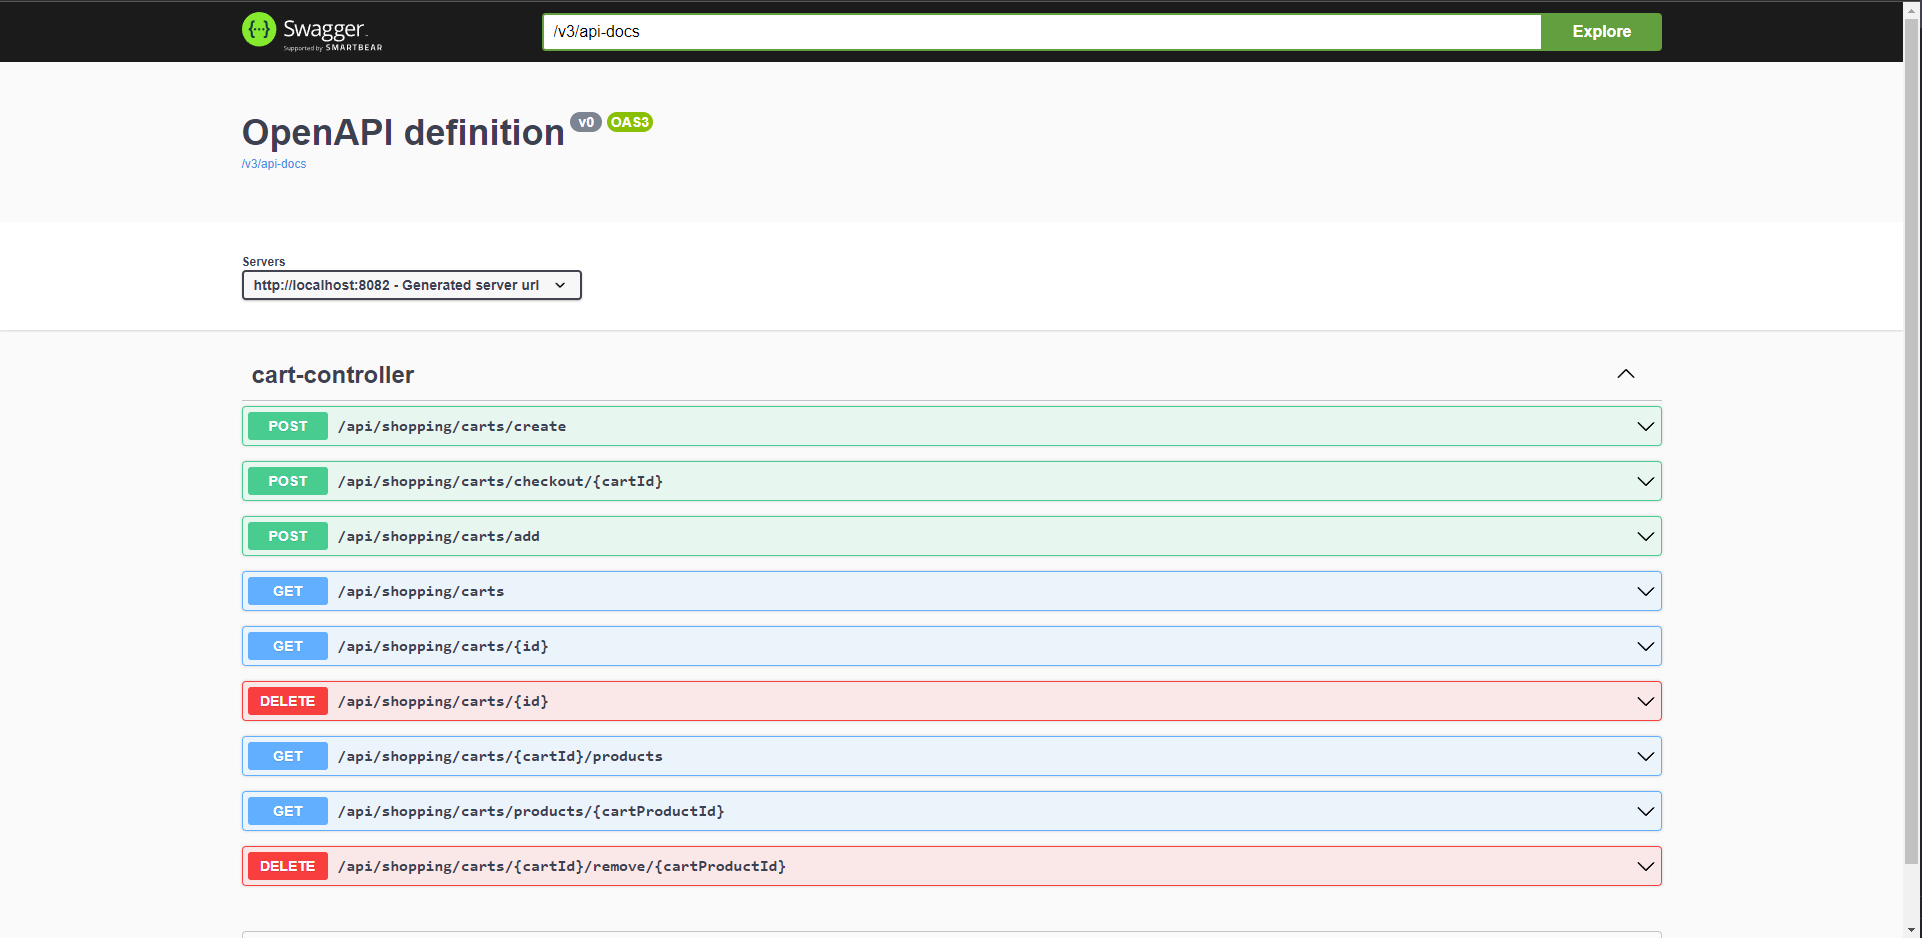 {···} Swagger
Supported by SMARTBEAR
/v3/api-docs
Explore
OpenAPI definition v0 OAS3
/v3/api-docs
Servers
http://localhost:8082 - Generated server url
cart-controller
POST /api/shopping/carts/create
POST /api/shopping/carts/checkout/{cartId}
POST /api/shopping/carts/add
GET /api/shopping/carts
GET /api/shopping/carts/{id}
DELETE /api/shopping/carts/{id}
GET /api/shopping/carts/{cartId}/products
GET /api/shopping/carts/products/{cartProductId}
DELETE /api/shopping/carts/{cartId}/remove/{cartProductId}